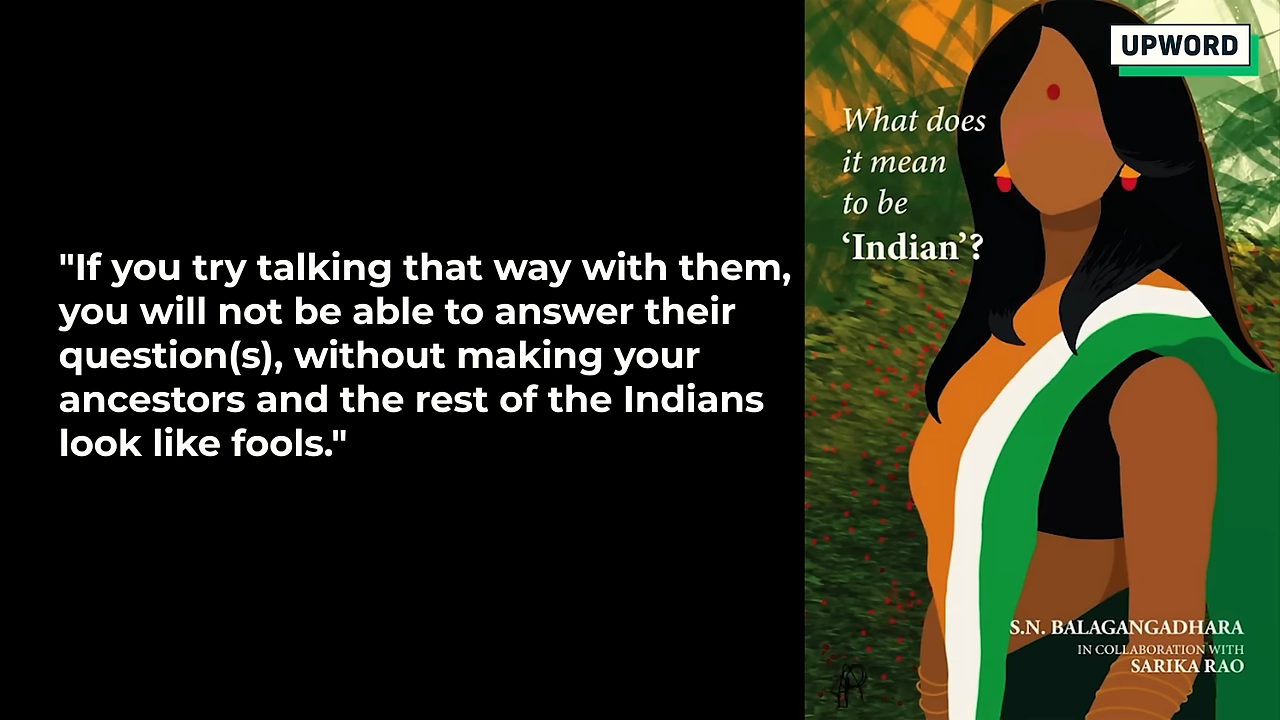 "If you try talking that way with them,
you will not be able to answer their
question(s), without making your
ancestors and the rest of the Indians
look like fools."
UPWORD
What does
it mean
to be
‘Indian’?
S.N. BALAGANGADHARA
IN COLLABORATION WITH
SARIKA RAO